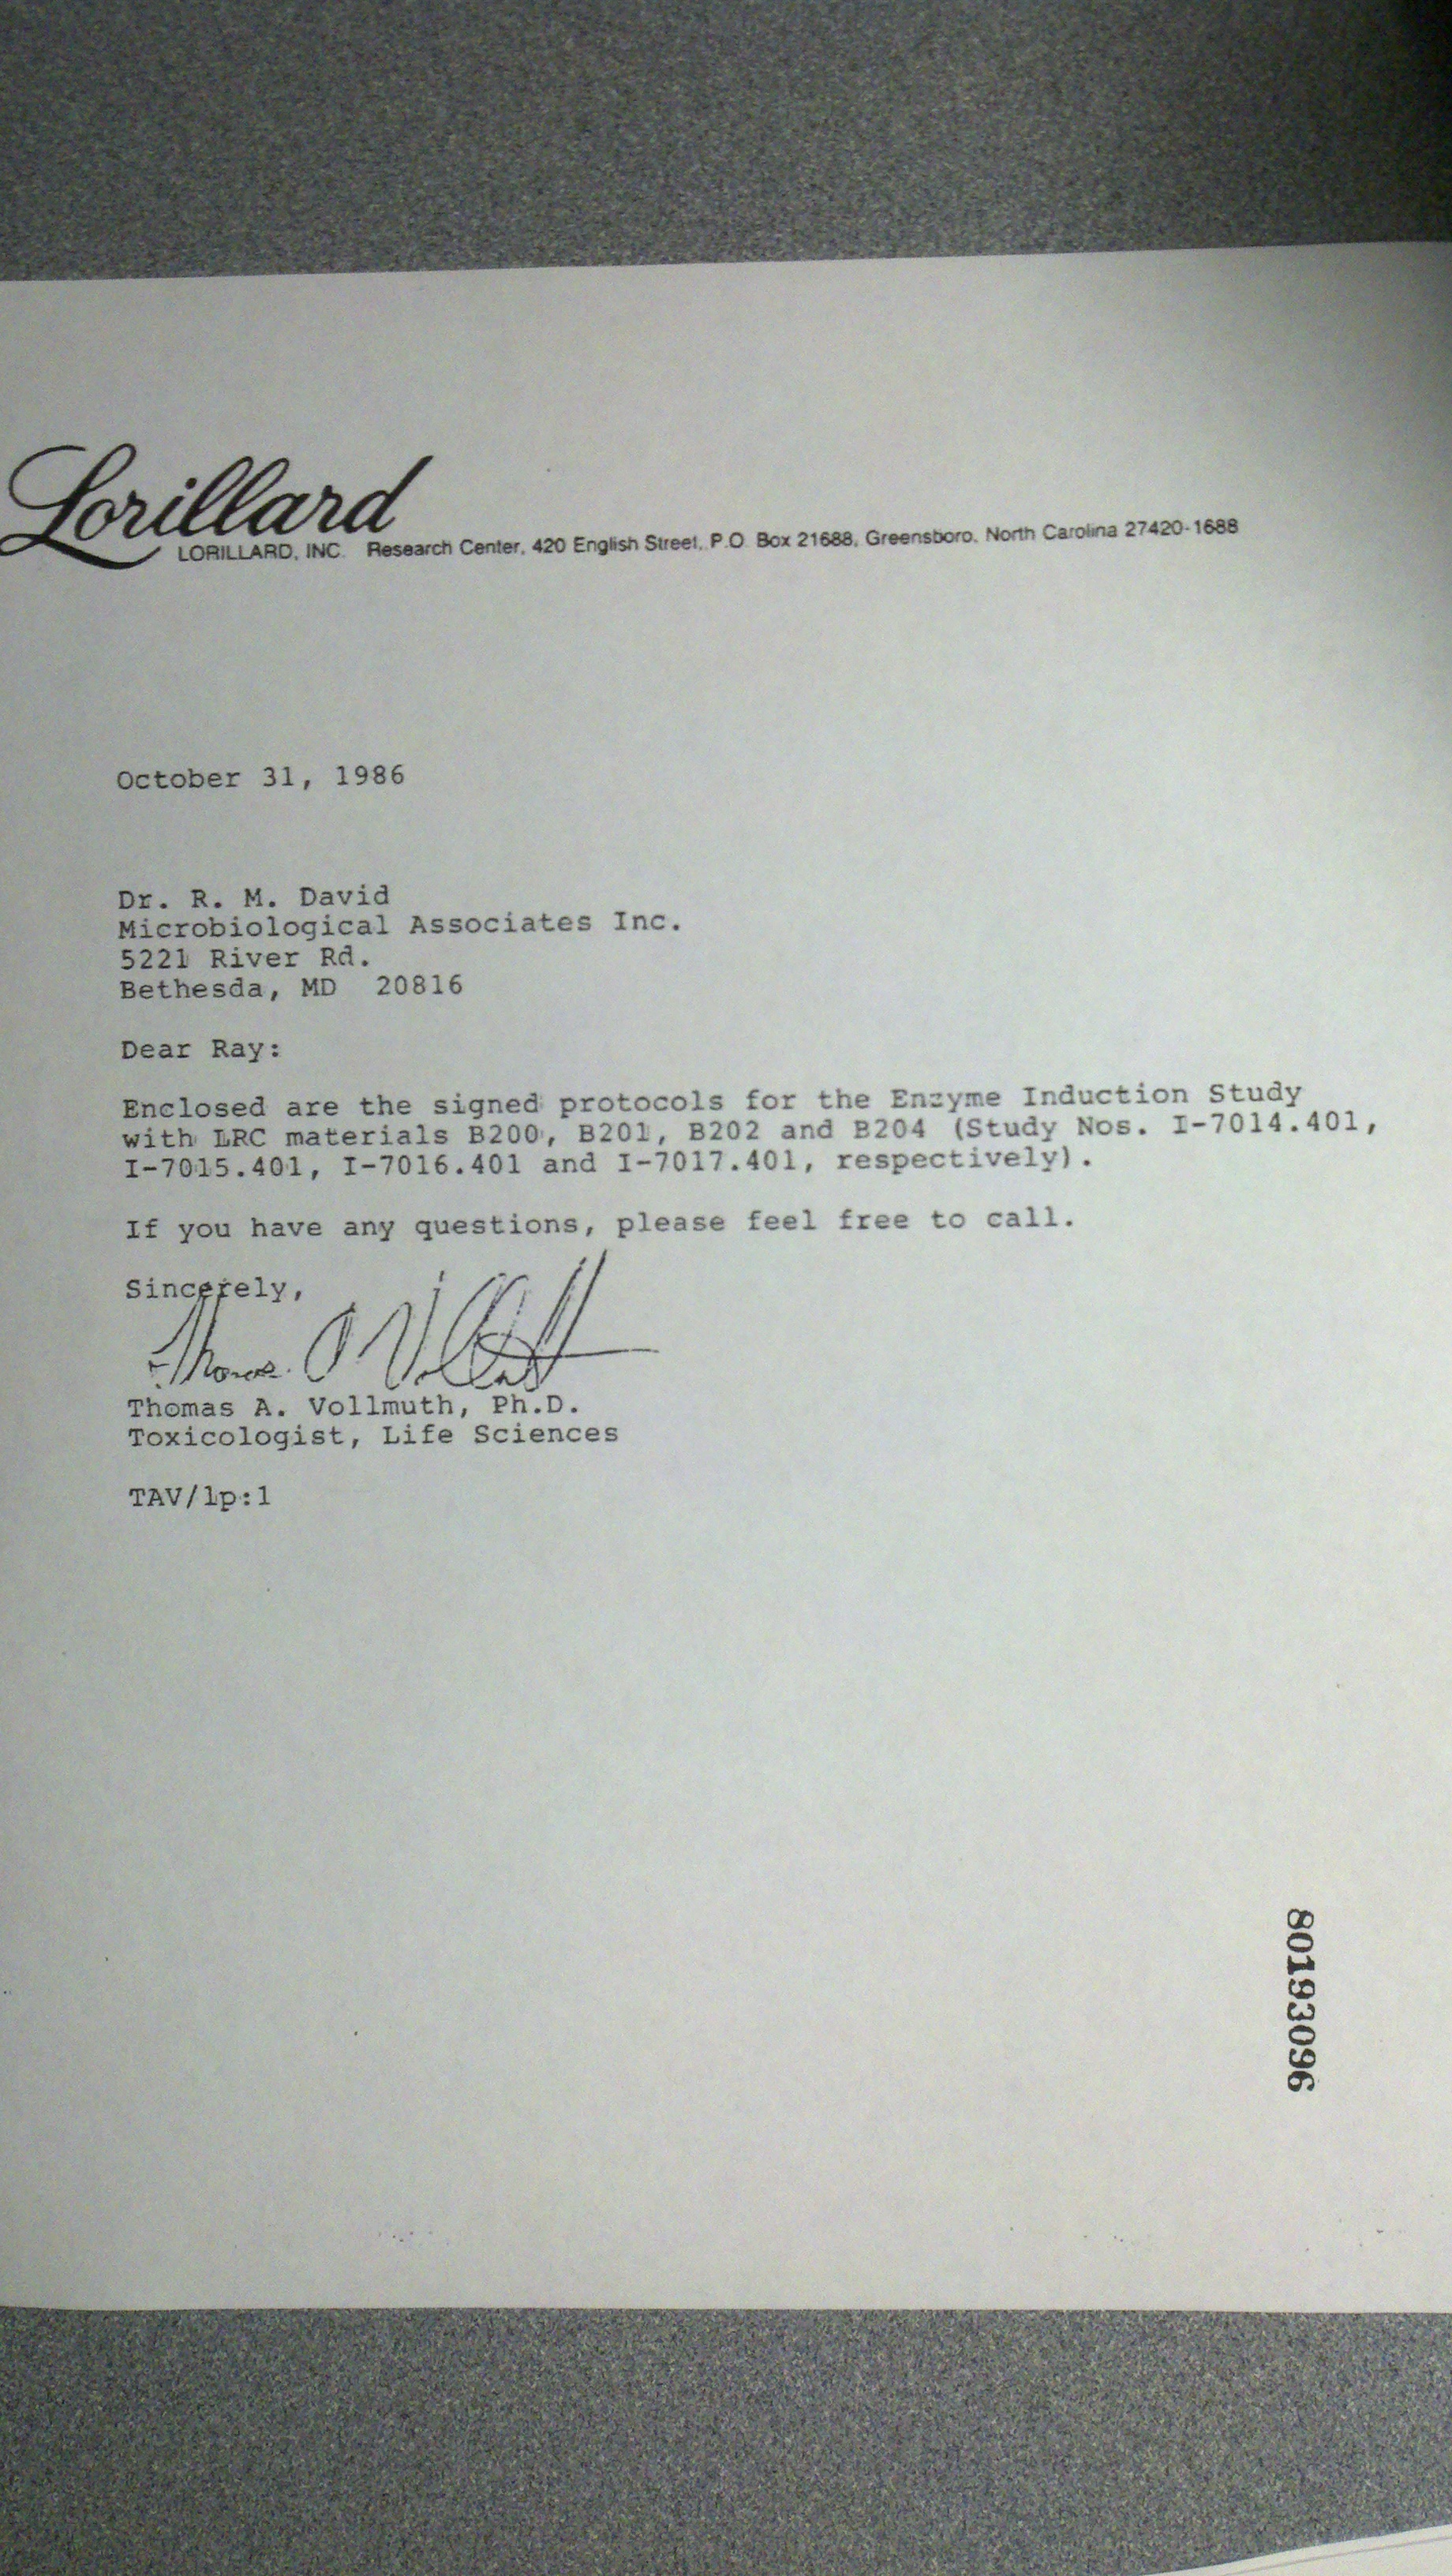 Lorillard
LORILLARD, INC. Research Center, 420 English Street, P.O. Box 21688, Greensboro, North Carolina 27420-1688
October 31, 1986
Dr. R. M. David
Microbiological Associates Inc.
5221 River Rd.
Bethesda, MD 20816
Dear Ray:
Enclosed are the signed protocols for the Enzyme Induction Study
with LRC materials B200, B201, B202 and B204 (Study Nos. I-7014.401,
I-7015.401, I-7016.401 and I-7017.401, respectively).
If you have any questions, please feel free to call.
Sincerely,
Thomas A. Vollmuth
Thomas A. Vollmuth, Ph.D.
Toxicologist, Life Sciences
TAV/lp:1
80193096